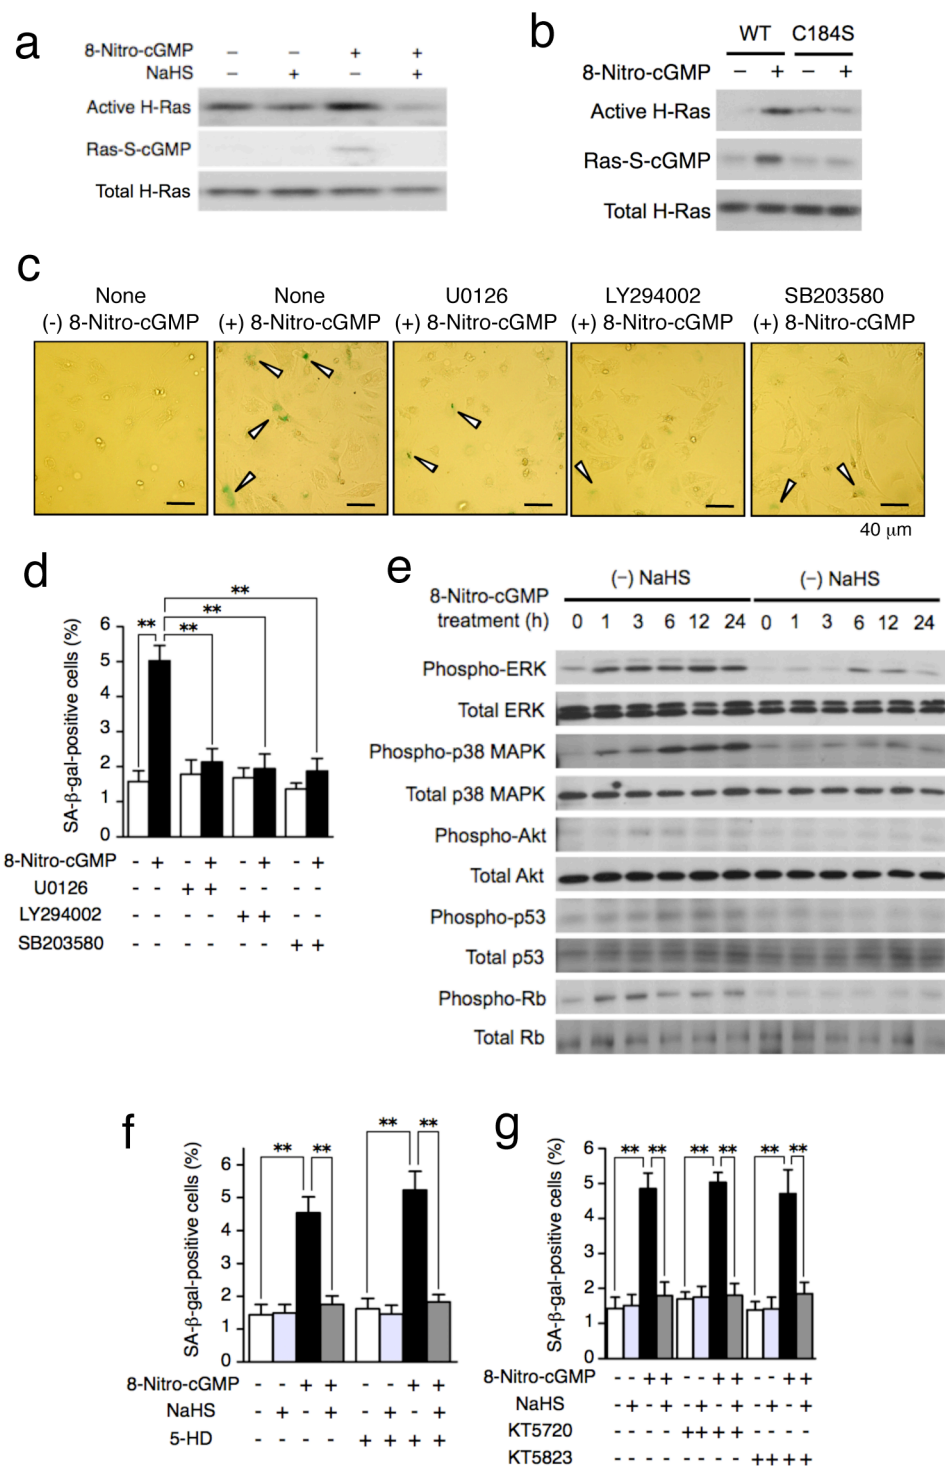 a
8-Nitro-cGMP – – + +
NaHS – + – +
Active H-Ras
Ras-S-cGMP
Total H-Ras
b
WT C184S
8-Nitro-cGMP – + – +
Active H-Ras
Ras-S-cGMP
Total H-Ras
c
None
(-) 8-Nitro-cGMP
None
(+) 8-Nitro-cGMP
U0126
(+) 8-Nitro-cGMP
LY294002
(+) 8-Nitro-cGMP
SB203580
(+) 8-Nitro-cGMP
40 μm
d
SA-β-gal-positive cells (%)
6
5
4
3
2
1
0
**
**
**
**
8-Nitro-cGMP - + - + - + - +
U0126 - - + + - - - -
LY294002 - - - - + + - -
SB203580 - - - - - - + +
e
(–) NaHS (–) NaHS
8-Nitro-cGMP
treatment (h) 0 1 3 6 12 24 0 1 3 6 12 24
Phospho-ERK
Total ERK
Phospho-p38 MAPK
Total p38 MAPK
Phospho-Akt
Total Akt
Phospho-p53
Total p53
Phospho-Rb
Total Rb
f
SA-β-gal-positive cells (%)
6
5
4
3
2
1
0
** ** ** **
8-Nitro-cGMP - - + + - - + +
NaHS - + - + - + - +
5-HD - - - - + + + +
g
SA-β-gal-positive cells (%)
6
5
4
3
2
1
0
** ** ** ** ** **
8-Nitro-cGMP - - + + - - + + - - + +
NaHS - + - + - + - + - + - +
KT5720 - - - - + + + + - - - -
KT5823 - - - - - - - - + + + +